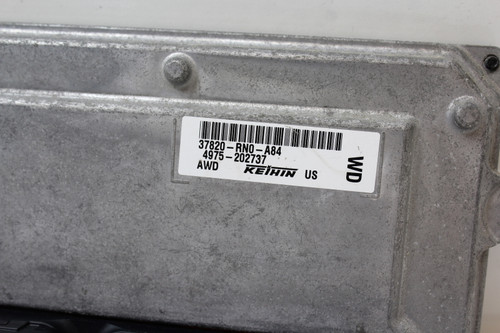 37820-RN0-A84
4975-202737
AWD KEIHIN US
WD